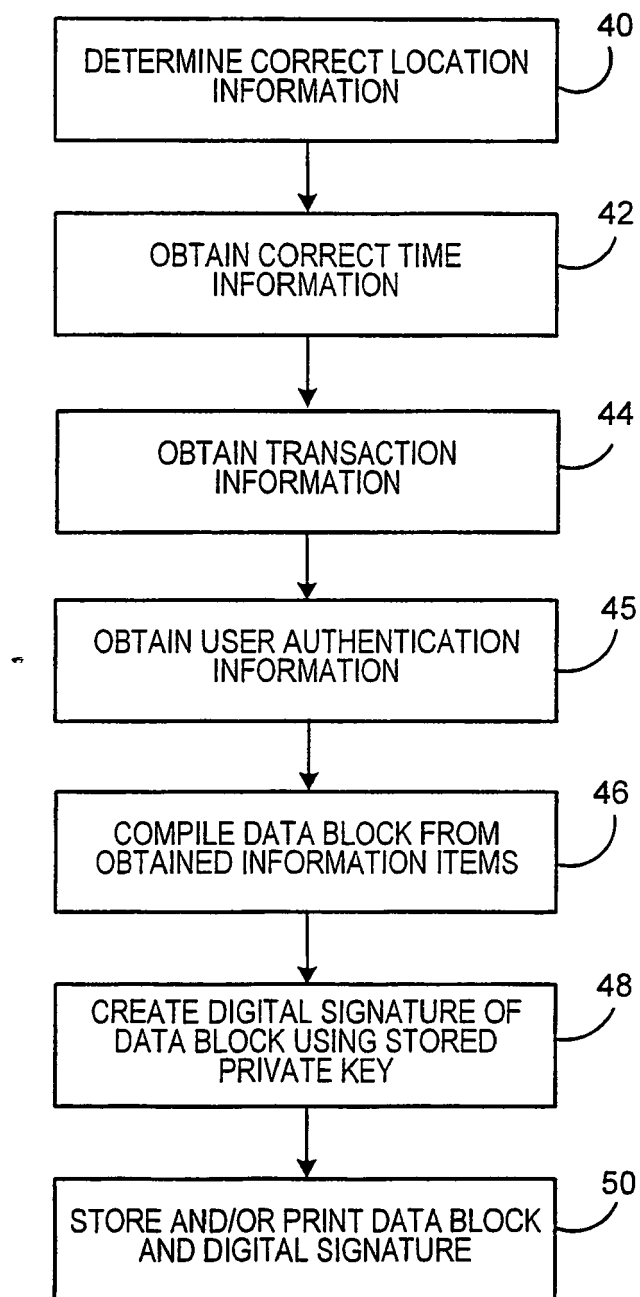 40
DETERMINE CORRECT LOCATION
INFORMATION
42
OBTAIN CORRECT TIME
INFORMATION
44
OBTAIN TRANSACTION
INFORMATION
45
OBTAIN USER AUTHENTICATION
INFORMATION
46
COMPILE DATA BLOCK FROM
OBTAINED INFORMATION ITEMS
48
CREATE DIGITAL SIGNATURE OF
DATA BLOCK USING STORED
PRIVATE KEY
50
STORE AND/OR PRINT DATA BLOCK
AND DIGITAL SIGNATURE